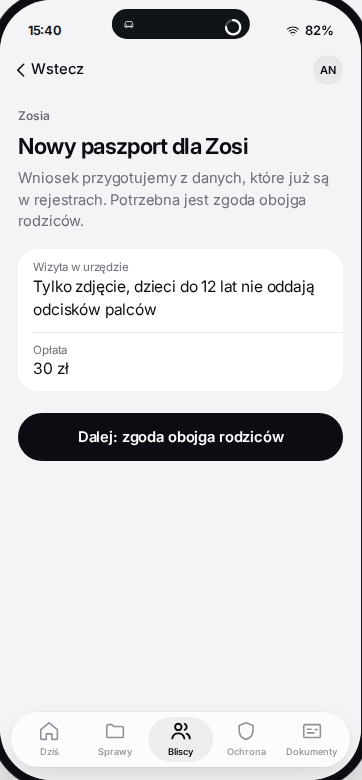 15:40
82%
Wstecz
AN
Zosia
Nowy paszport dla Zosi
Wniosek przygotujemy z danych, które już są
w rejestrach. Potrzebna jest zgoda obojga
rodziców.
Wizyta w urzędzie
Tylko zdjęcie, dzieci do 12 lat nie oddają
odcisków palców
Opłata
30 zł
Dalej: zgoda obojga rodziców
Dziś
Sprawy
Bliscy
Ochrona
Dokumenty